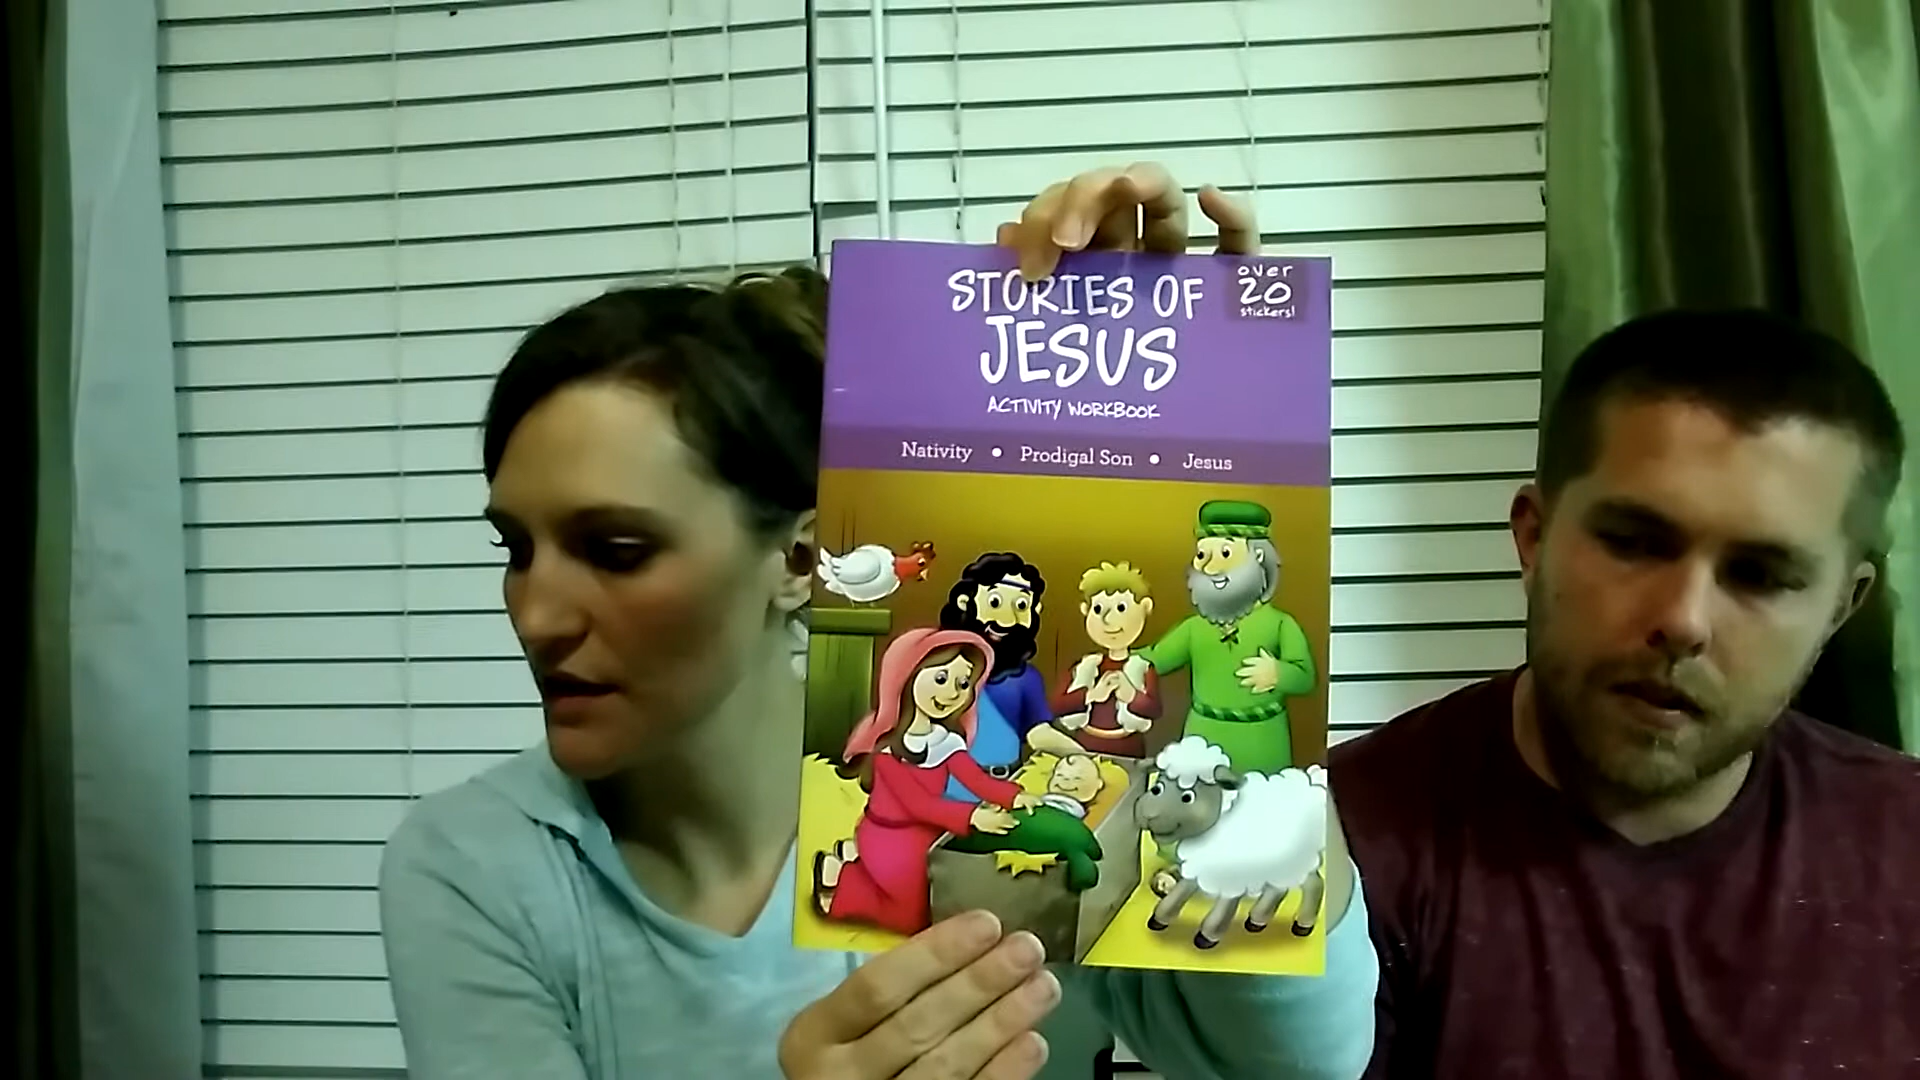 STORIES OF
JESUS
ACTIVITY WORKBOOK
over
20
stickers!
Nativity • Prodigal Son • Jesus